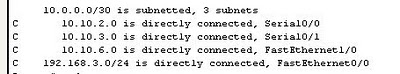 10.0.0.0/30 is subnetted, 3 subnets
C 10.10.2.0 is directly connected, Serial0/0
C 10.10.3.0 is directly connected, Serial0/1
C 10.10.6.0 is directly connected, FastEthernet1/0
C 192.168.3.0/24 is directly connected, FastEthernet0/0